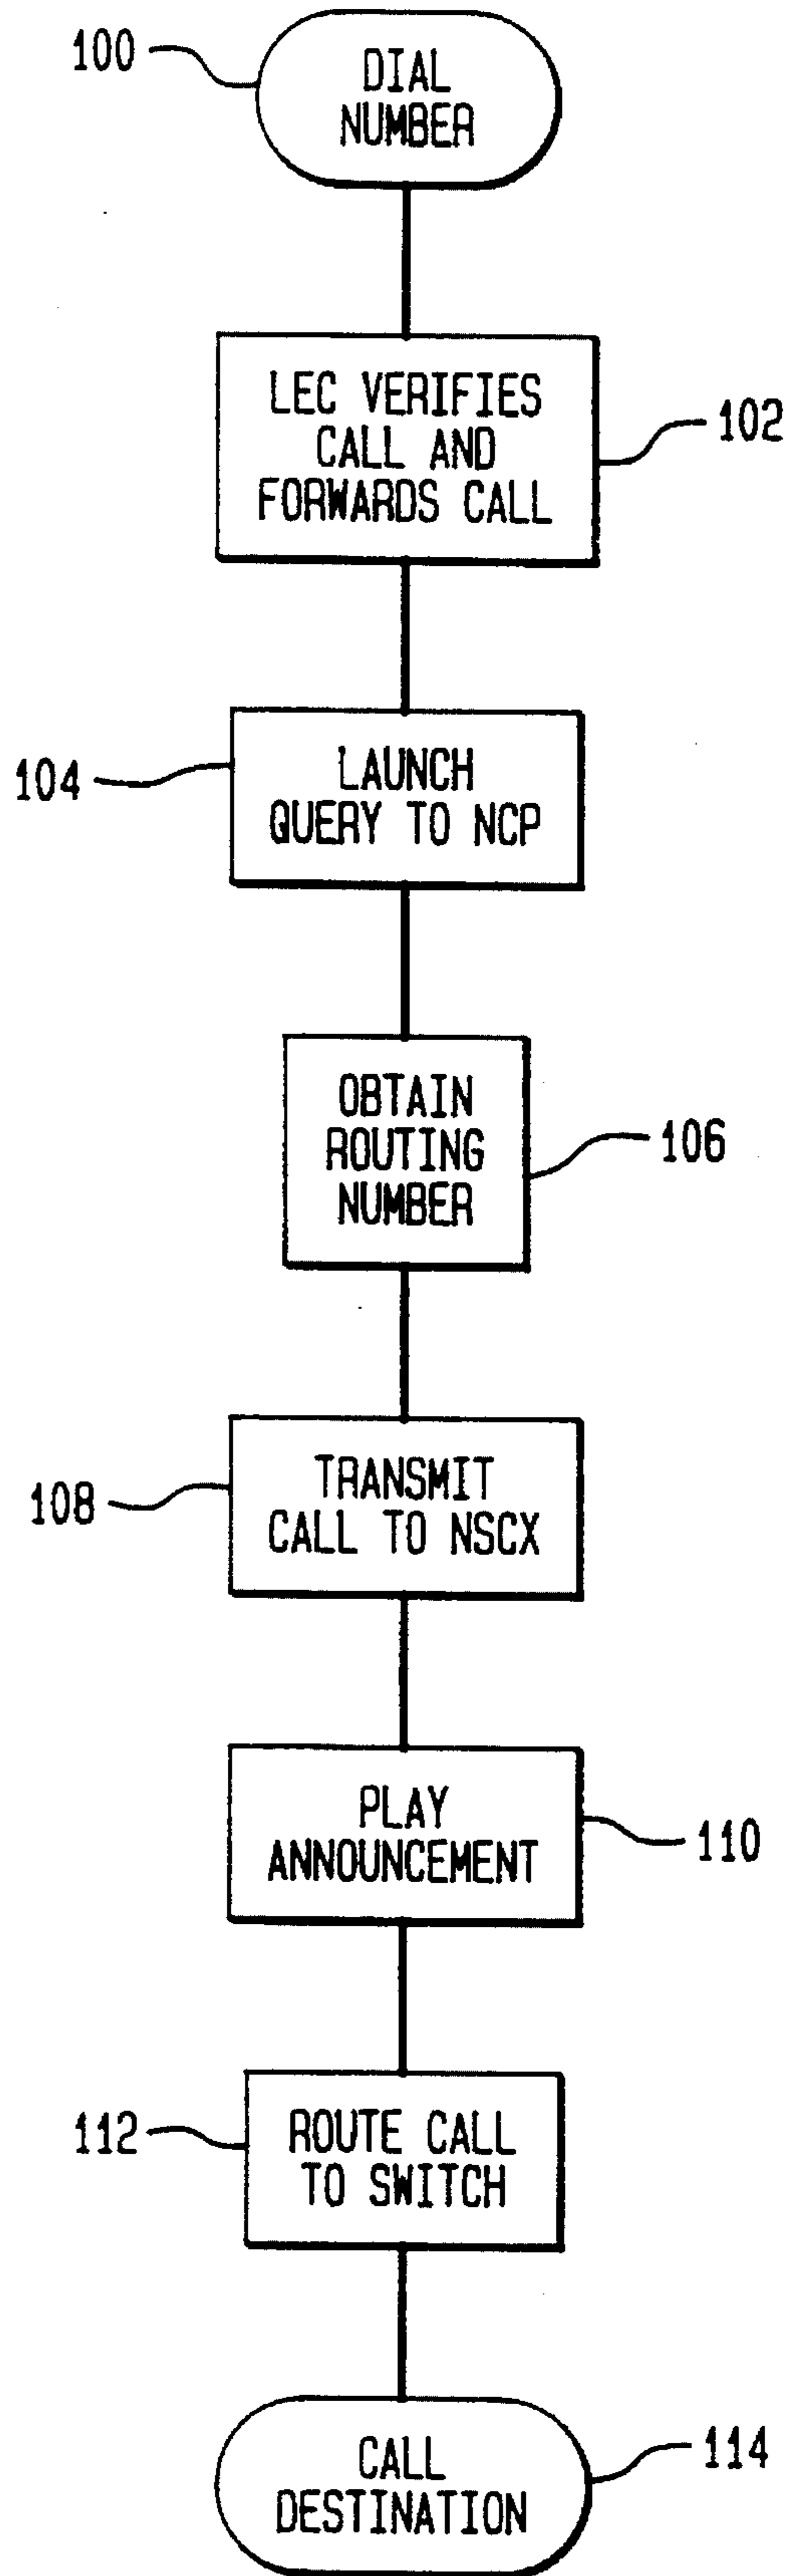 100
DIAL
NUMBER
LEC VERIFIES
CALL AND
FORWARDS CALL
102
104
LAUNCH
QUERY TO NCP
OBTAIN
ROUTING
NUMBER
106
108
TRANSMIT
CALL TO NSCX
PLAY
ANNOUNCEMENT
110
112
ROUTE CALL
TO SWITCH
CALL
DESTINATION
114